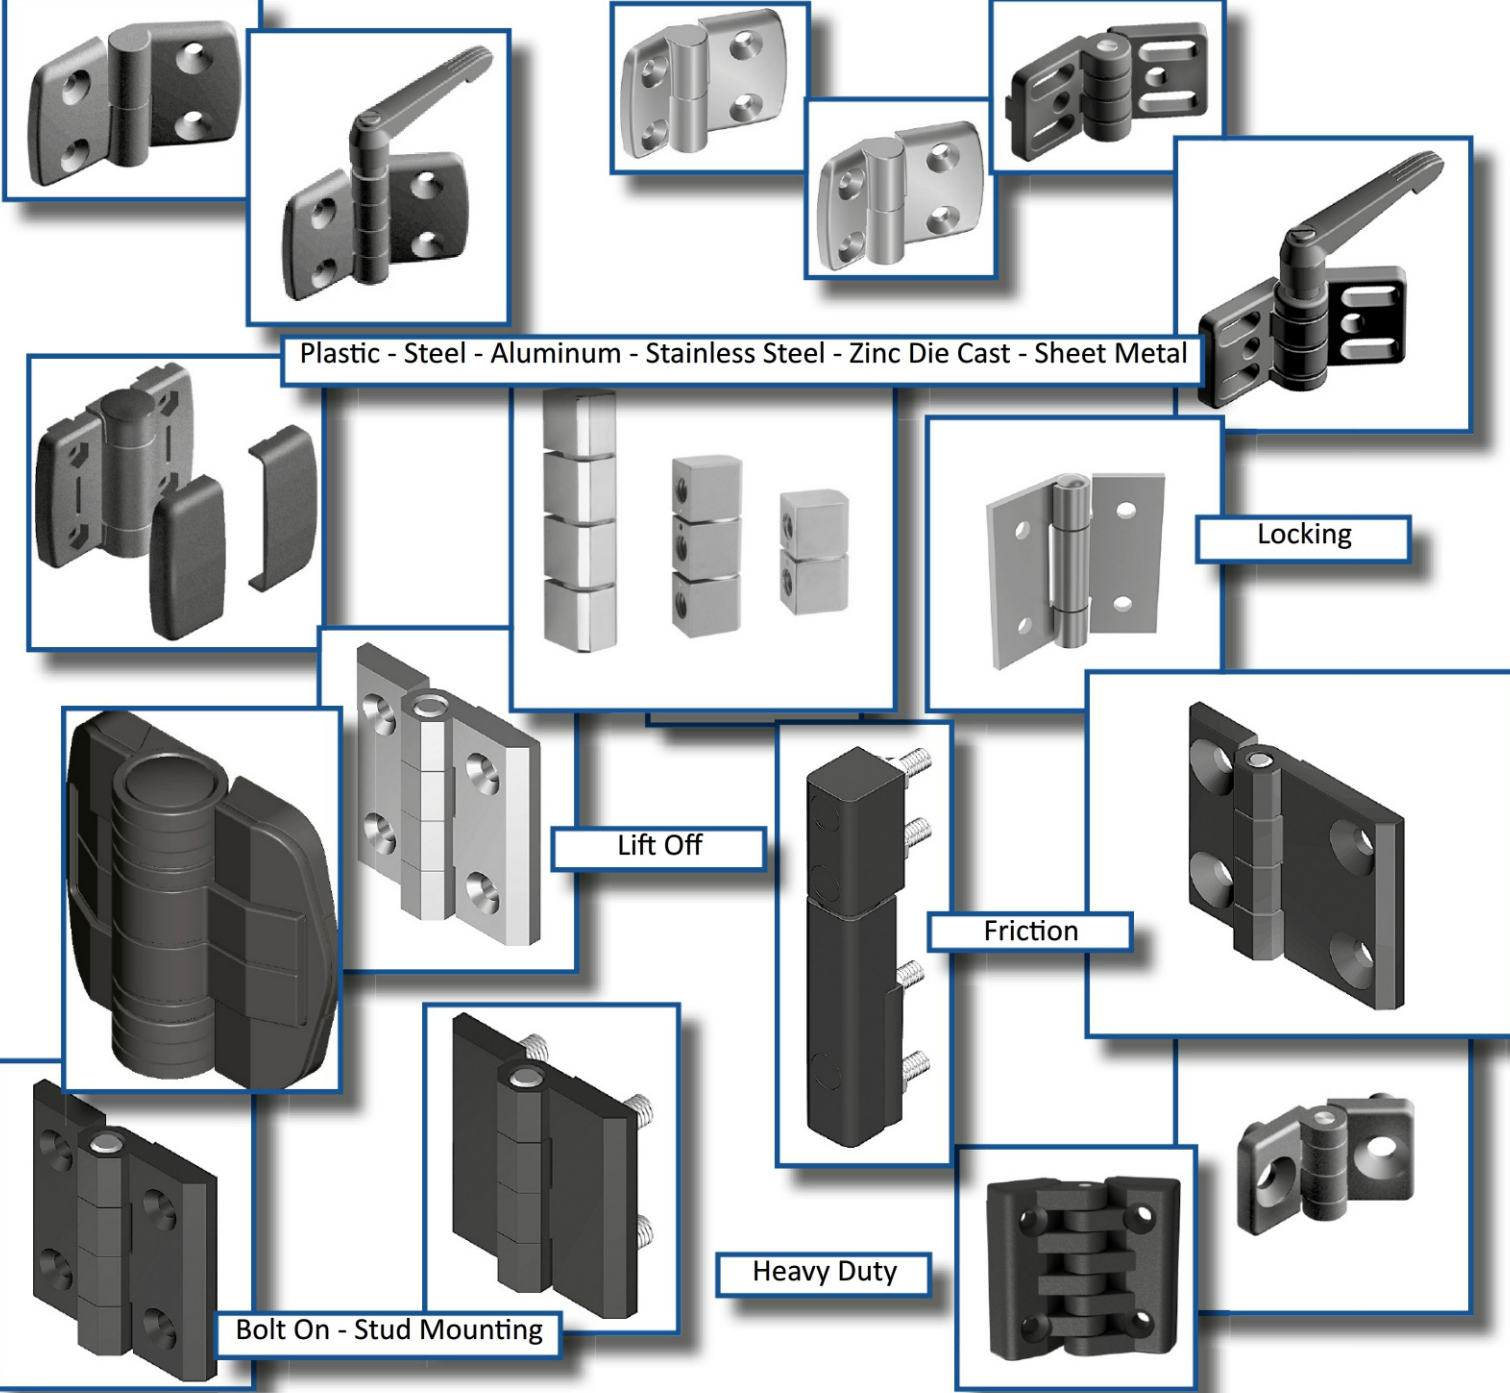 Plastic - Steel - Aluminum - Stainless Steel - Zinc Die Cast - Sheet Metal
Locking
Lift Off
Friction
Heavy Duty
Bolt On - Stud Mounting